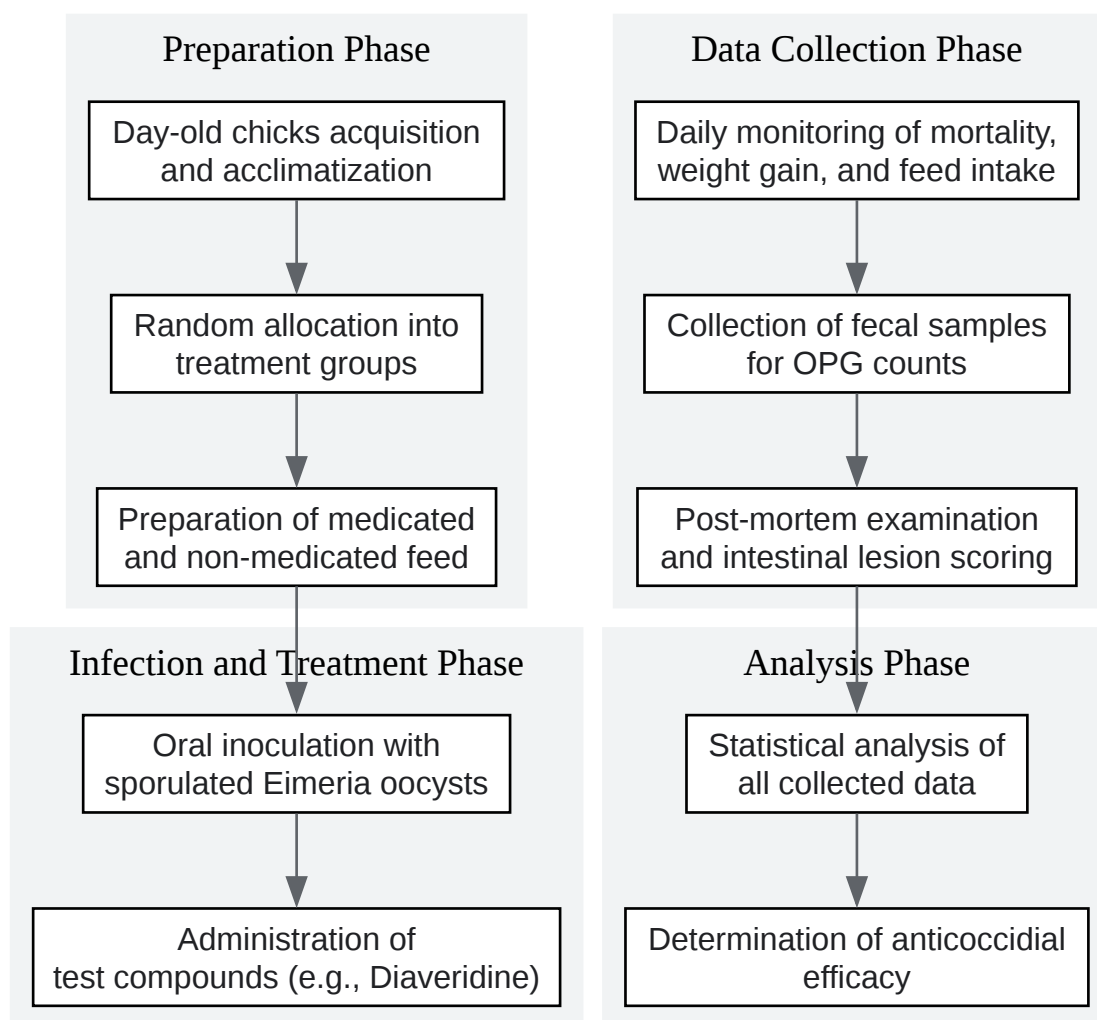 Preparation Phase
Day-old chicks acquisition
and acclimatization
Random allocation into
treatment groups
Preparation of medicated
and non-medicated feed
Infection and Treatment Phase
Oral inoculation with
sporulated Eimeria oocysts
Administration of
test compounds (e.g., Diaveridine)
Data Collection Phase
Daily monitoring of mortality,
weight gain, and feed intake
Collection of fecal samples
for OPG counts
Post-mortem examination
and intestinal lesion scoring
Analysis Phase
Statistical analysis of
all collected data
Determination of anticoccidial
efficacy